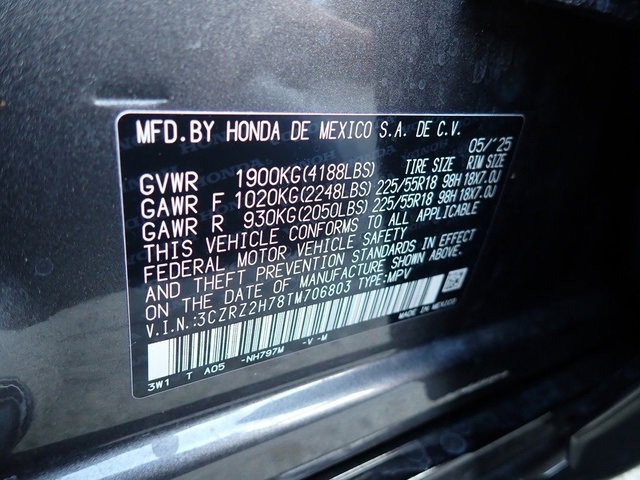 MFD. BY HONDA DE MEXICO S.A. DE C.V.
05/'25
GVWR 1900KG(4188LBS) TIRE SIZE RIM SIZE
GAWR F 1020KG(2248LBS) 225/55R18 98H 18X7.0J
GAWR R 930KG(2050LBS) 225/55R18 98H 18X7.0J
THIS VEHICLE CONFORMS TO ALL APPLICABLE
FEDERAL MOTOR VEHICLE SAFETY
AND THEFT PREVENTION STANDARDS IN EFFECT
ON THE DATE OF MANUFACTURE SHOWN ABOVE.
V.I.N.:3CZRZ2H78TM706803 TYPE:MPV
MADE IN MEXICO
3W1 T A05 -NH797M -V -M